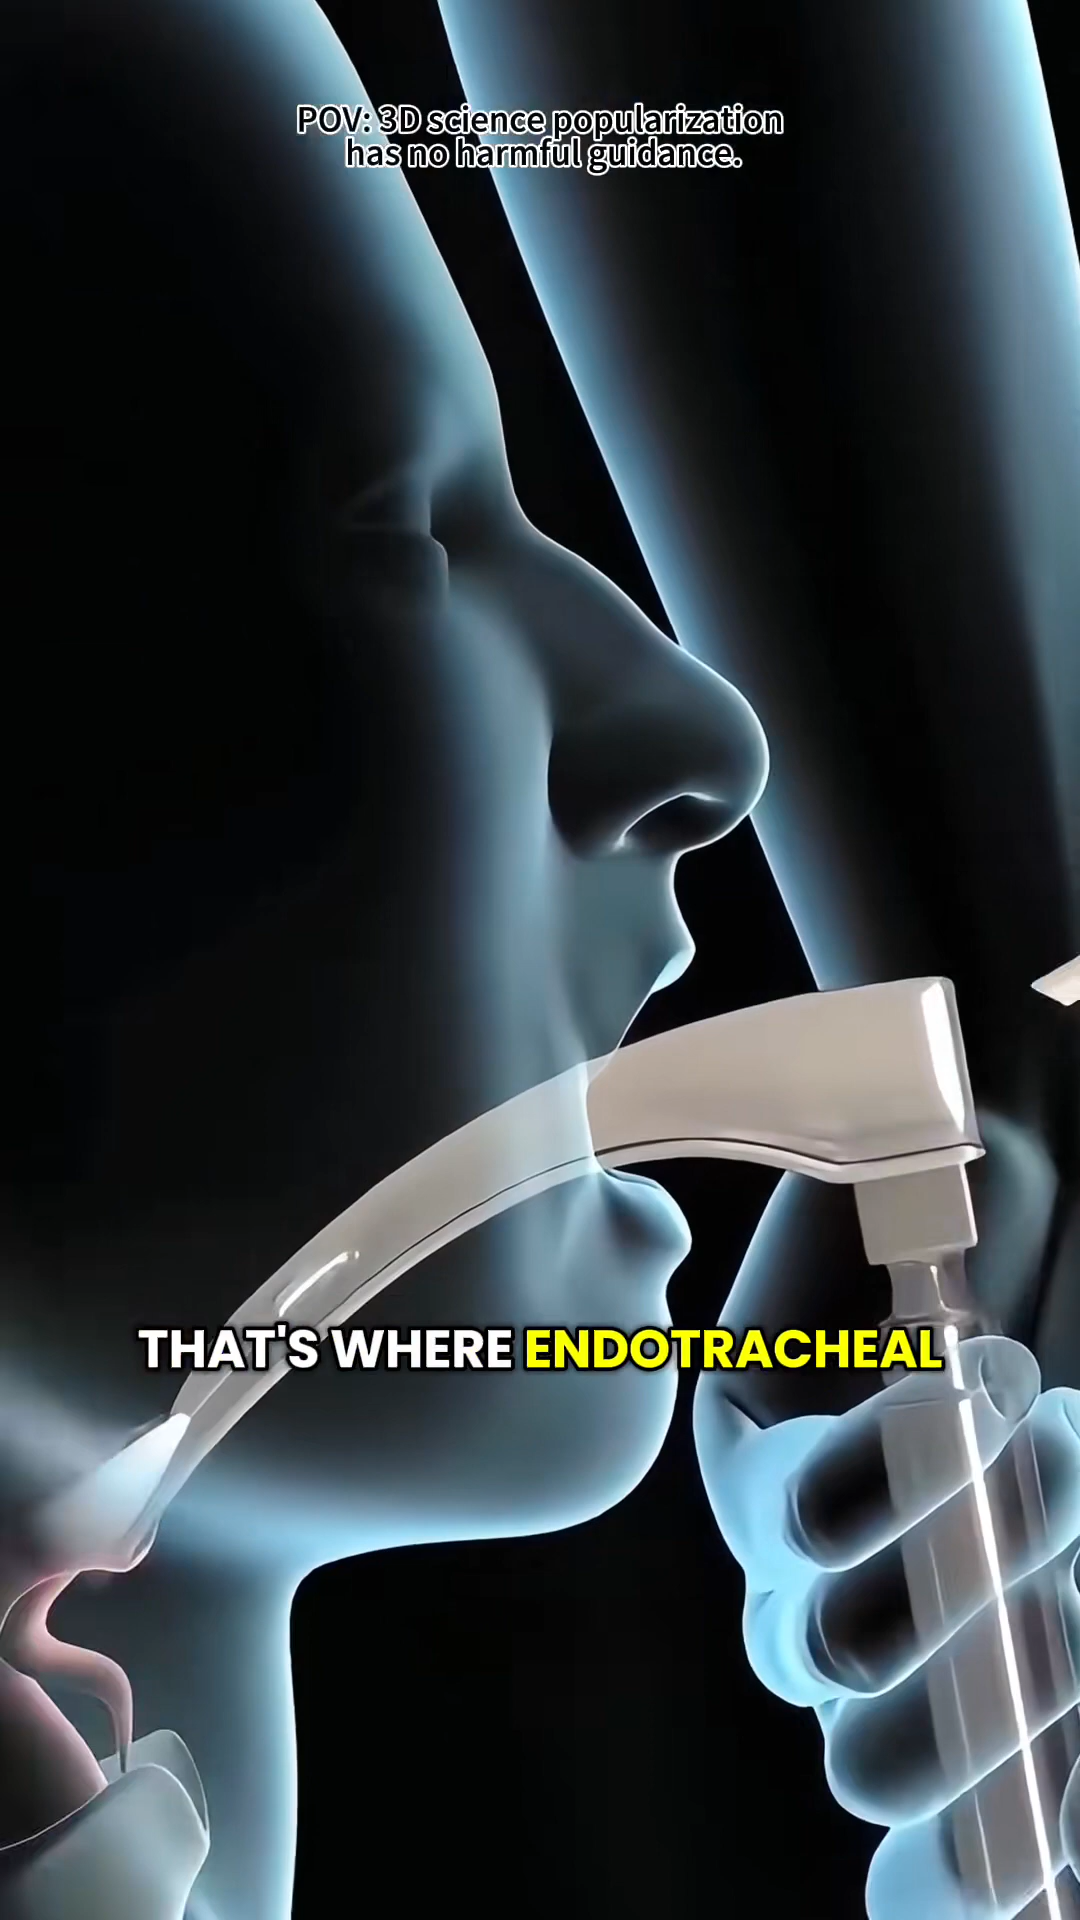 POV: 3D science popularization
has no harmful guidance.
THAT'S WHERE ENDOTRACHEAL